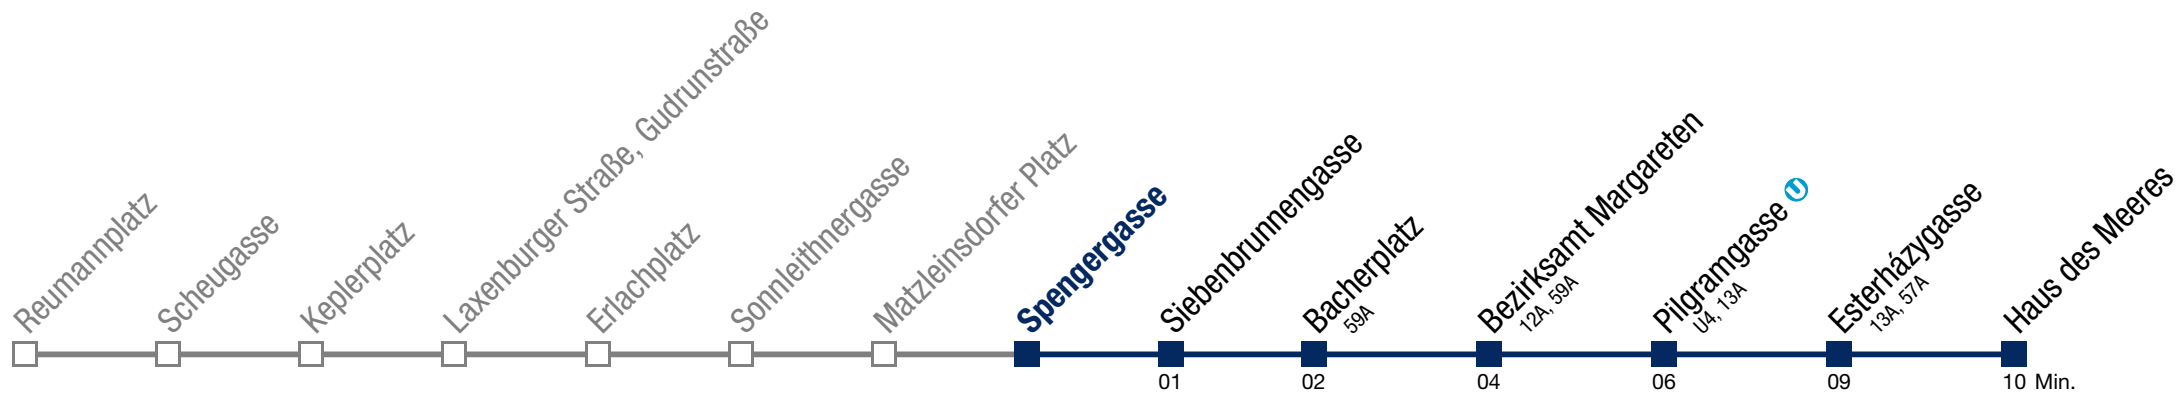 Reumannplatz
Scheugasse
Keplerplatz
Laxenburger Straße, Gudrunstraße
Erlachplatz
Sonnleithnergasse
Matzleinsdorfer Platz
Spengergasse
Siebenbrunnengasse
Bacherplatz
59A
Bezirksamt Margareten
12A, 59A
Pilgramgasse U
U4, 13A
Esterházygasse
13A, 57A
Haus des Meeres
01 02 04 06 09 10 Min.